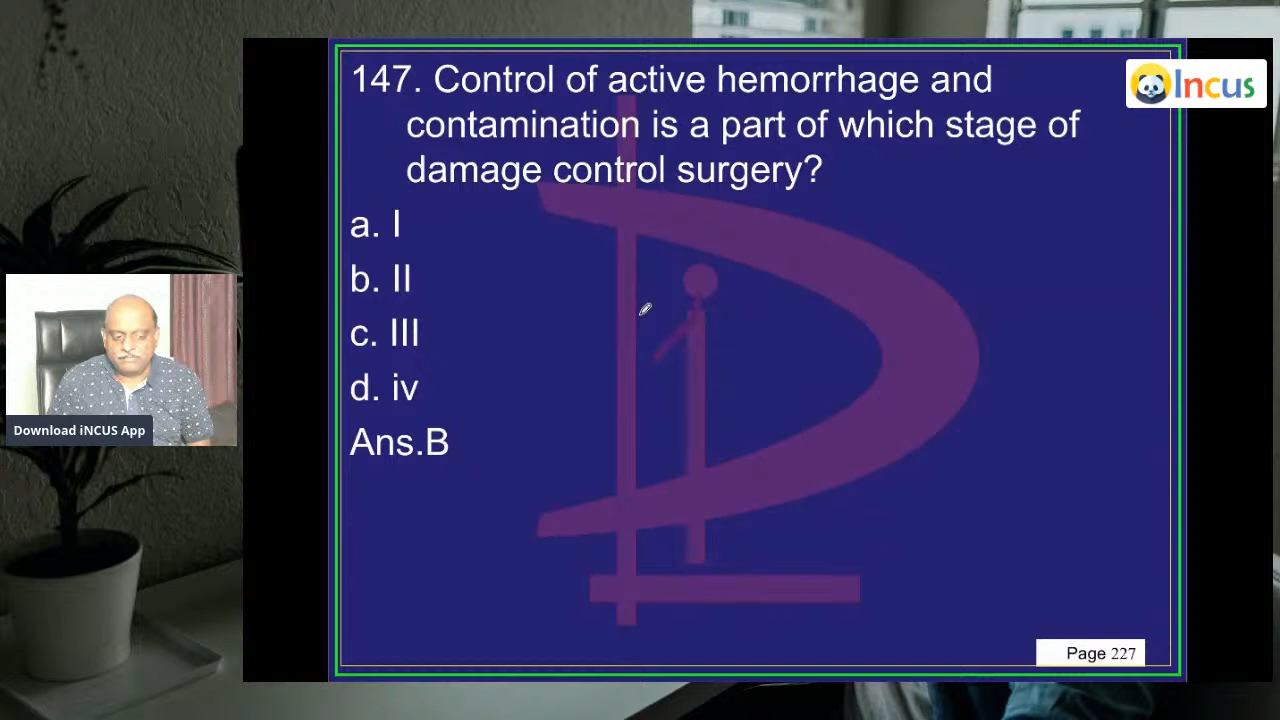 147. Control of active hemorrhage and
contamination is a part of which stage of
damage control surgery?
a. I
b. II
c. III
d. iv
Ans.B
Incus
Download iNCUS App
Page 227